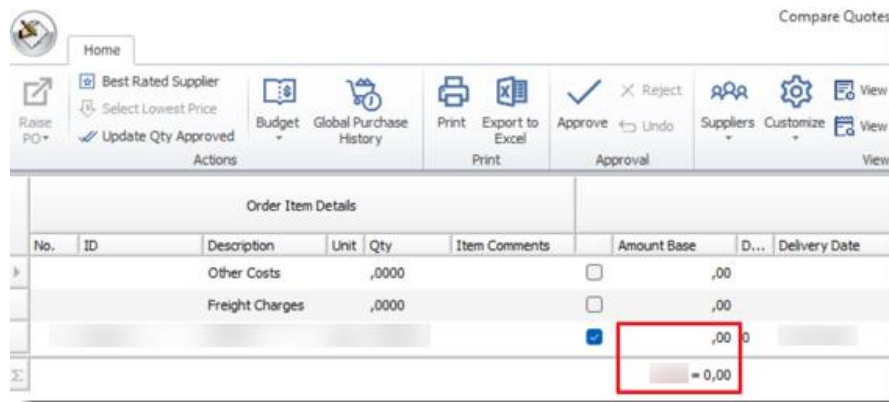 Compare Quotes
Home
Raise PO
Best Rated Supplier
Select Lowest Price
Update Qty Approved
Budget
Global Purchase History
Print
Export to Excel
Approve
Reject
Undo
Suppliers
Customize
View
View
Actions
Print
Approval
View
Order Item Details
No. ID Description Unit Qty Item Comments Amount Base D... Delivery Date
Other Costs ,0000 ,00
Freight Charges ,0000 ,00
,00 0
Σ = 0,00